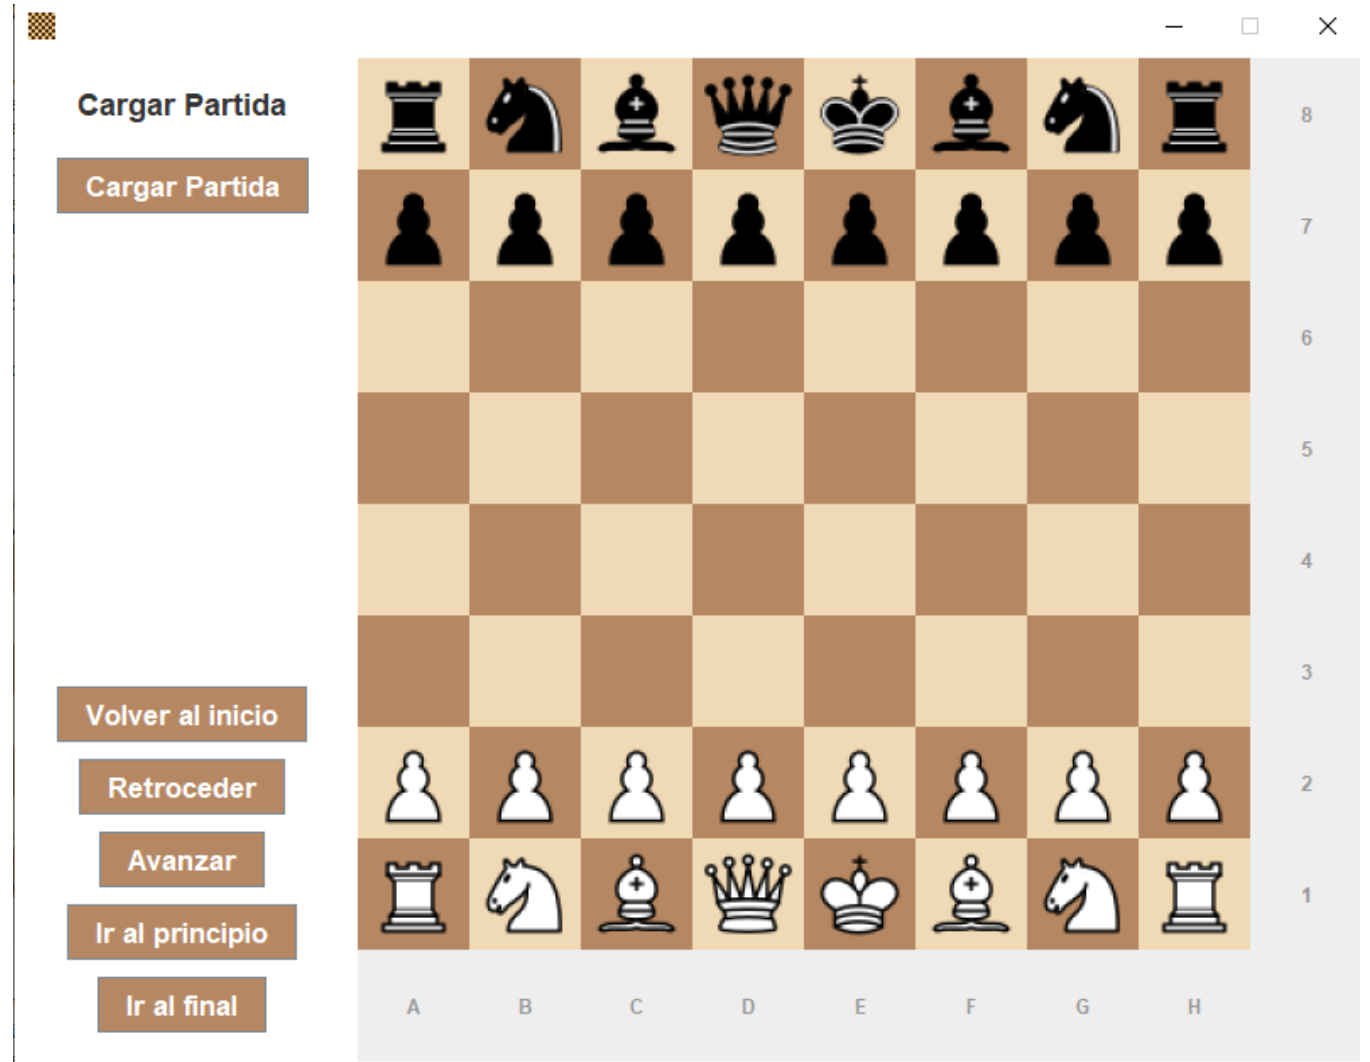 Cargar Partida
Cargar Partida
Volver al inicio
Retroceder
Avanzar
Ir al principio
Ir al final
8
7
6
5
4
3
2
1
A B C D E F G H